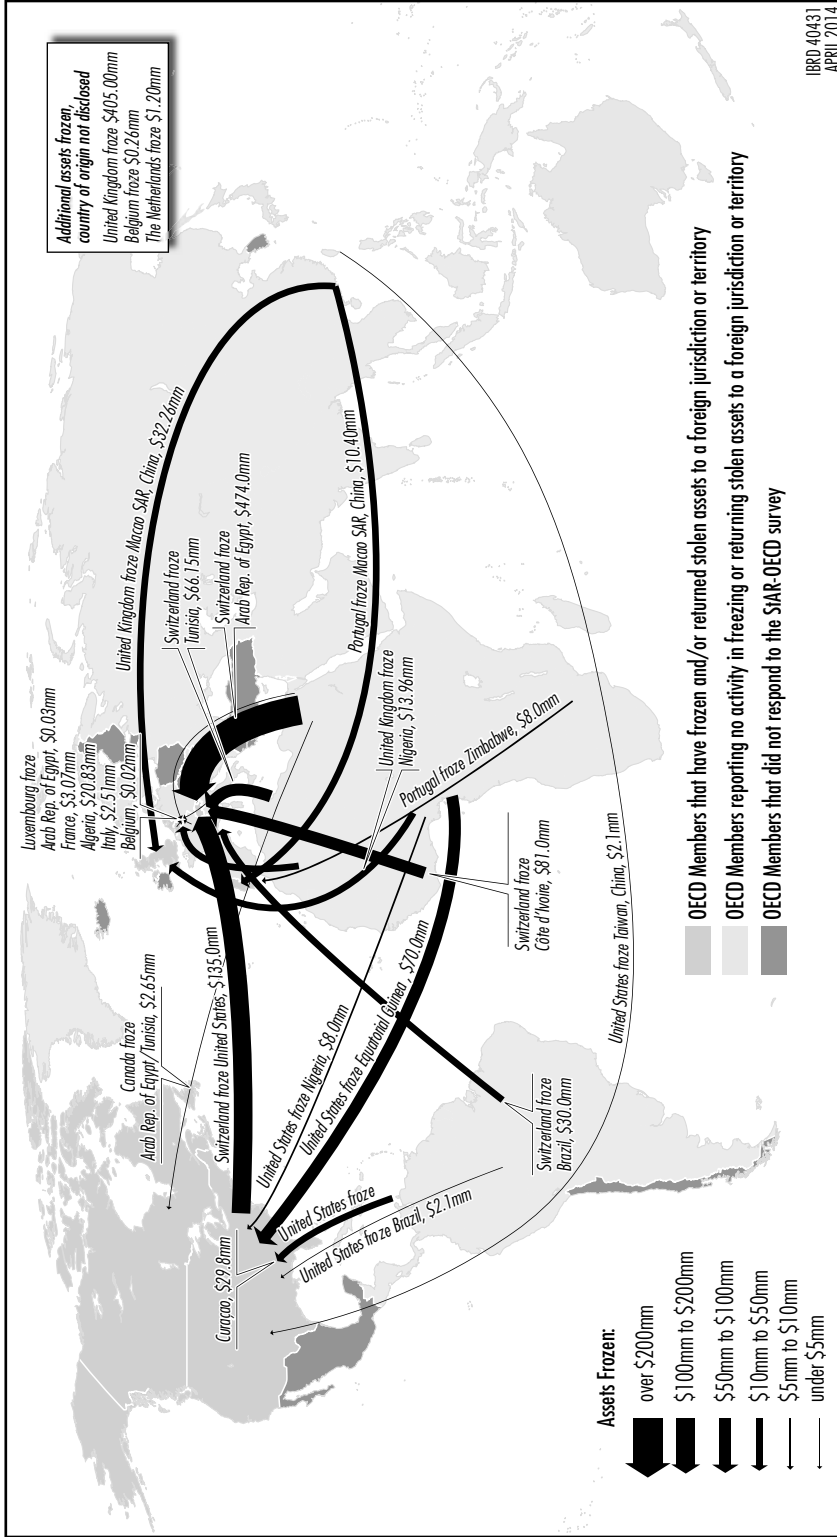 Additional assets frozen,
country of origin not disclosed
United Kingdom froze $405.00mm
Belgium froze $0.26mm
The Netherlands froze $1.20mm
Luxembourg froze
Arab Rep. of Egypt, $0.03mm
France, $3.07mm
Algeria, $20.83mm
Italy, $2.51mm
Belgium, $0.02mm
United Kingdom froze Macao SAR, China, $32.26mm
Switzerland froze
Tunisia, $66.15mm
Switzerland froze
Arab Rep. of Egypt, $474.0mm
Canada froze
Arab Rep. of Egypt/Tunisia, $2.65mm
Switzerland froze United States, $135.0mm
Portugal froze Macao SAR, China, $10.40mm
United Kingdom froze
Nigeria, $13.96mm
Portugal froze Zimbabwe, $8.0mm
Curaçao, $29.8mm
United States froze
United States froze Nigeria, $8.0mm
United States froze Equatorial Guinea , $70.0mm
United States froze Brazil, $2.1mm
Switzerland froze
Côte d'Ivoire, $81.0mm
Switzerland froze
Brazil, $30.0mm
United States froze Taiwan, China, $2.1mm
Assets Frozen:
over $200mm
$100mm to $200mm
$50mm to $100mm
$10mm to $50mm
$5mm to $10mm
under $5mm
OECD Members that have frozen and/or returned stolen assets to a foreign jurisdiction or territory
OECD Members reporting no activity in freezing or returning stolen assets to a foreign jurisdiction or territory
OECD Members that did not respond to the StAR-OECD survey
IBRD 40431
APRIL 2014